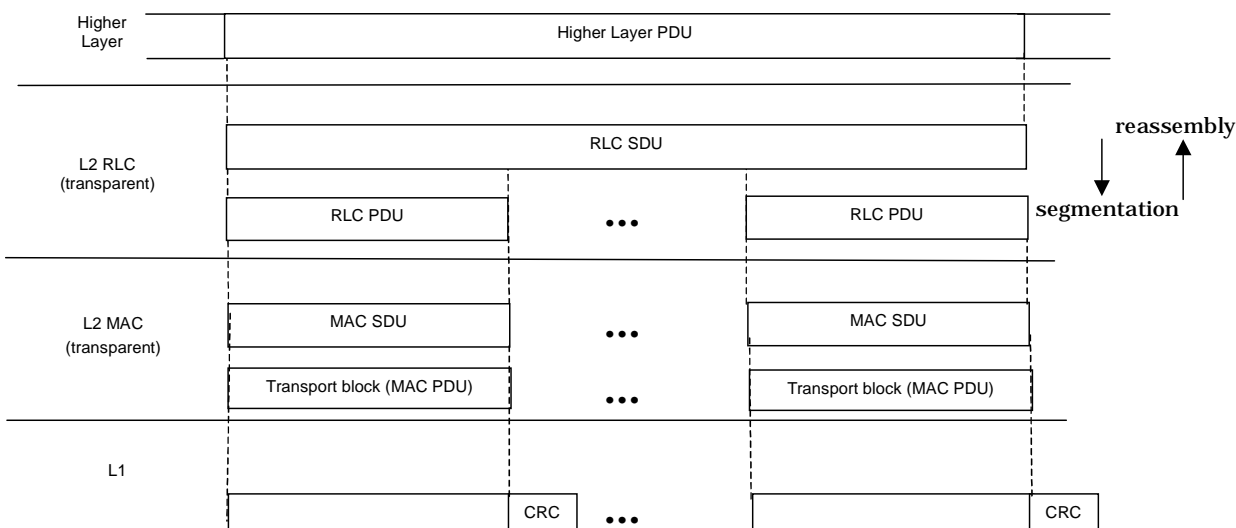 Higher
Layer
Higher Layer PDU
reassembly
RLC SDU
L2 RLC
(transparent)
segmentation
RLC PDU
•••
RLC PDU
L2 MAC
(transparent)
MAC SDU
•••
MAC SDU
Transport block (MAC PDU)
•••
Transport block (MAC PDU)
L1
CRC
•••
CRC